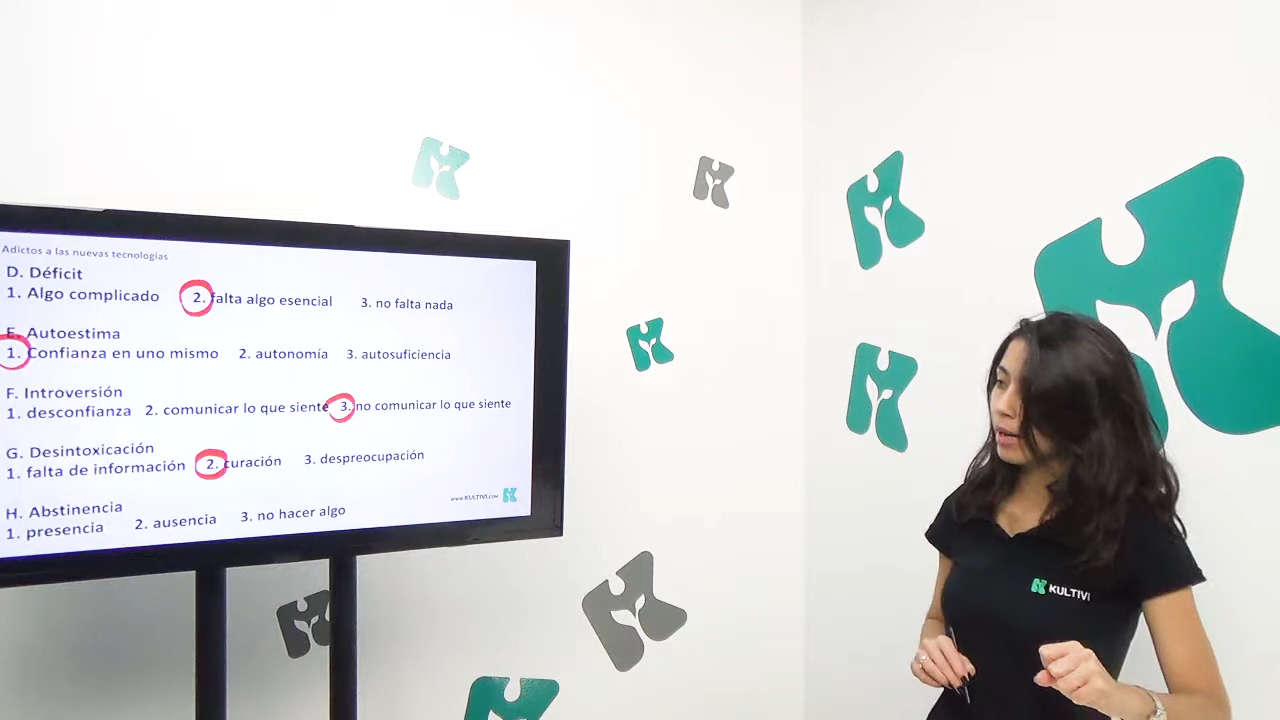 Adictos a las nuevas tecnologías
D. Déficit
1. Algo complicado 2. falta algo esencial 3. no falta nada
E. Autoestima
1. Confianza en uno mismo 2. autonomía 3. autosuficiencia
F. Introversión
1. desconfianza 2. comunicar lo que siente 3. no comunicar lo que siente
G. Desintoxicación
1. falta de información 2. curación 3. despreocupación
H. Abstinencia
1. presencia 2. ausencia 3. no hacer algo
www.KULTIVI.COM
KULTIVI